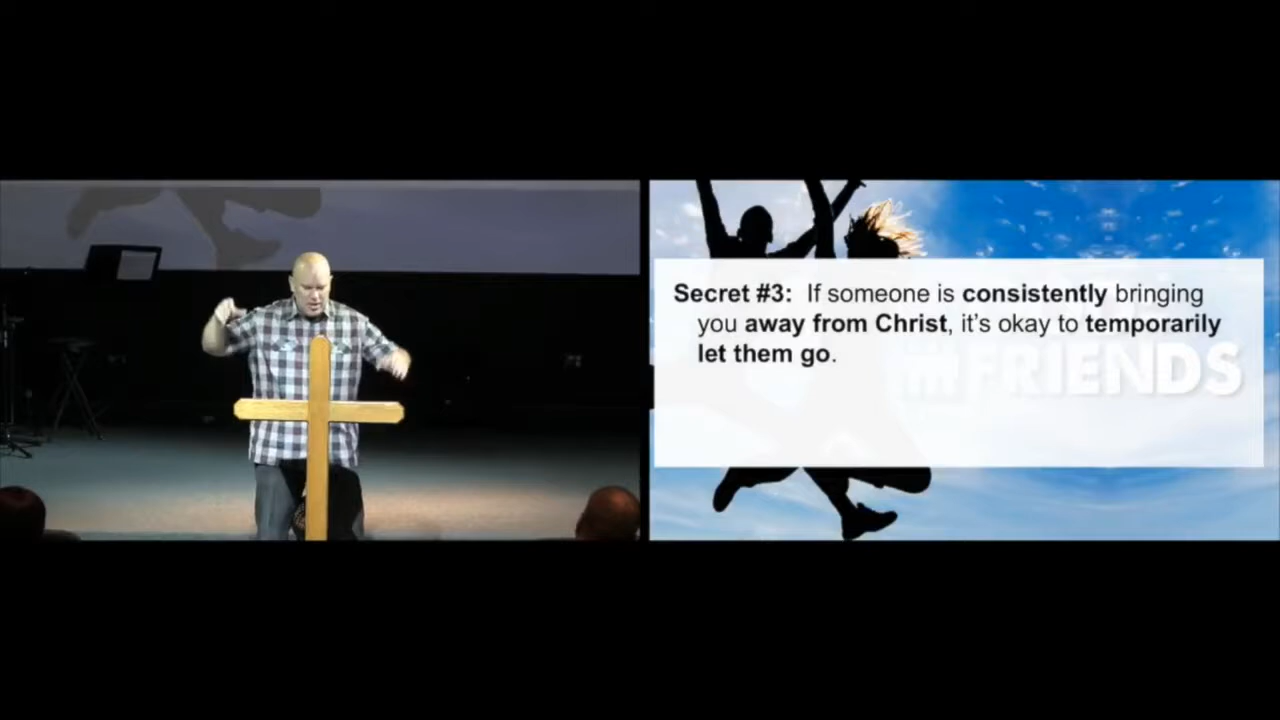 Secret #3: If someone is consistently bringing
you away from Christ, it's okay to temporarily
let them go.
FRiENDS